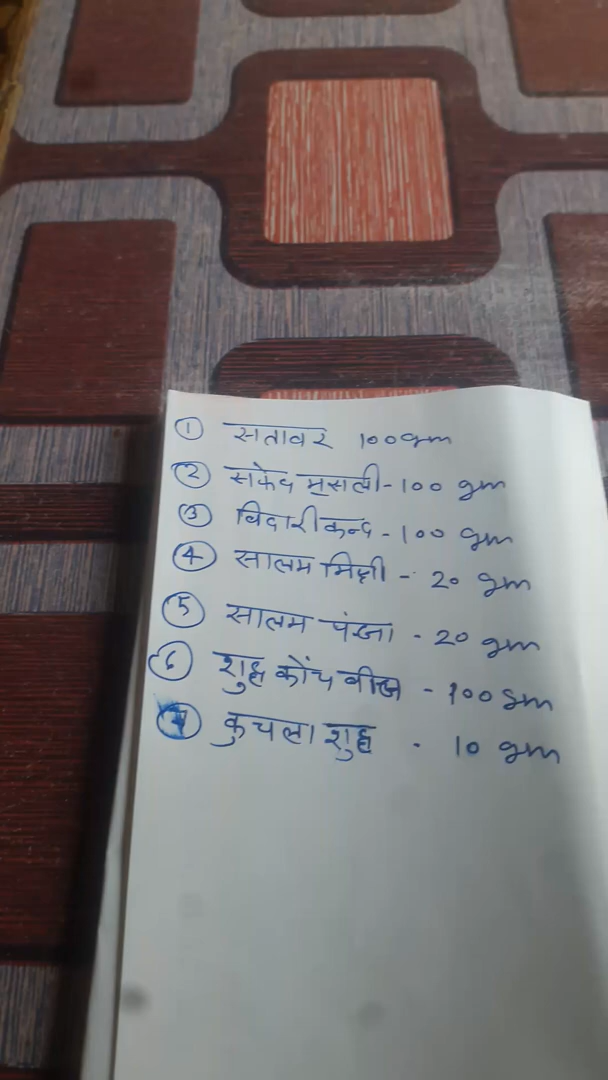 ① सतावर 100gm
② सफेद मूसली - 100 gm
③ विदारीकन्द - 100 gm
④ सालम मिश्री - 20 gm
⑤ सालम पंजा - 20 gm
⑥ शुद्ध कोंच बीज - 100 gm
⑦ कुचला शुद्ध . 10 gm